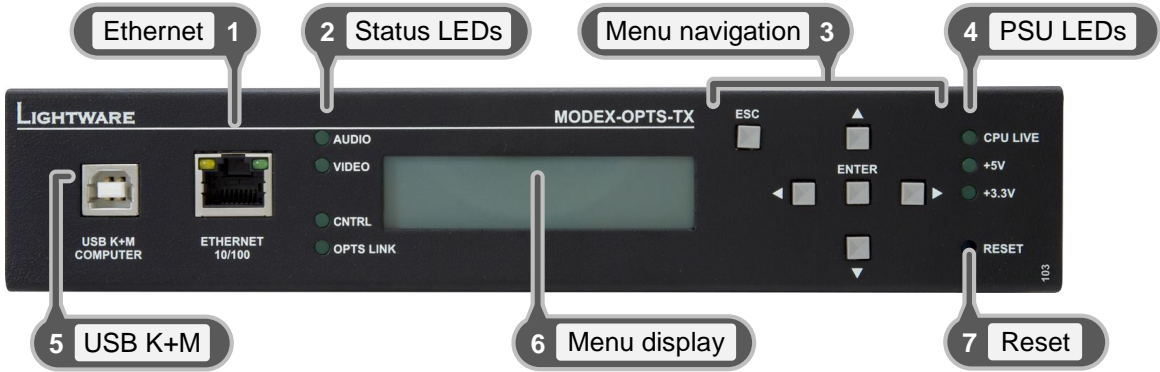 Ethernet 1
2 Status LEDs
Menu navigation 3
4 PSU LEDs
LIGHTWARE
MODEX-OPTS-TX
ESC
AUDIO
CPU LIVE
VIDEO
ENTER
+5V
+3.3V
CNTRL
USB K+M
COMPUTER
ETHERNET
10/100
OPTS LINK
RESET
103
5 USB K+M
6 Menu display
7 Reset